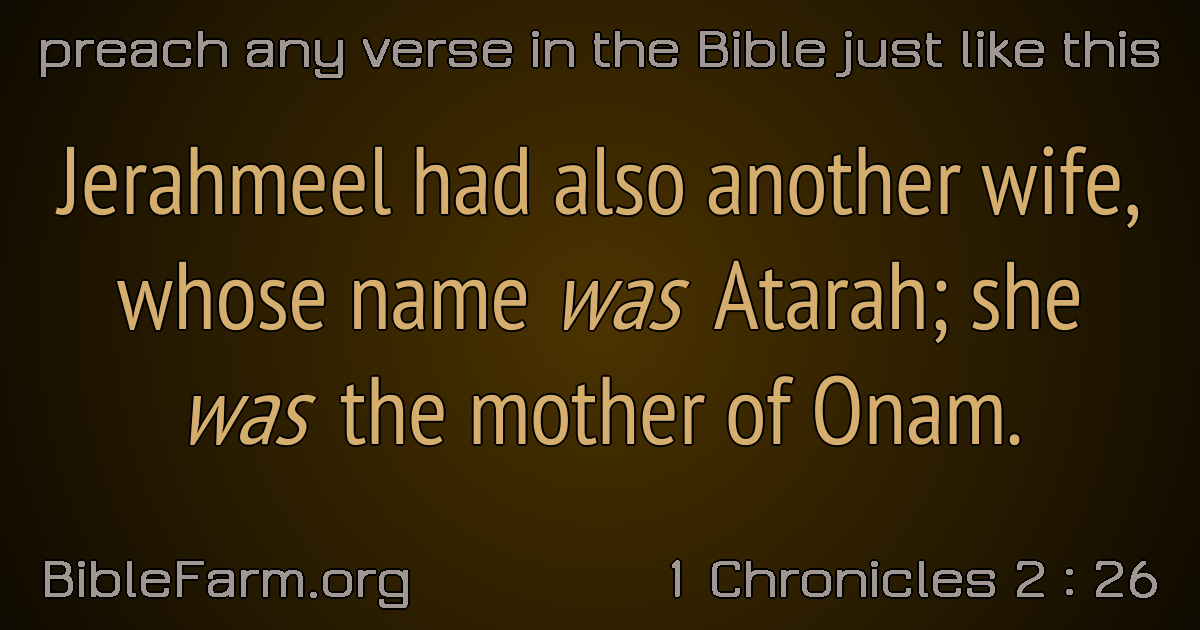 preach any verse in the Bible just like this
Jerahmeel had also another wife,
whose name was Atarah; she
was the mother of Onam.
BibleFarm.org
1 Chronicles 2 : 26